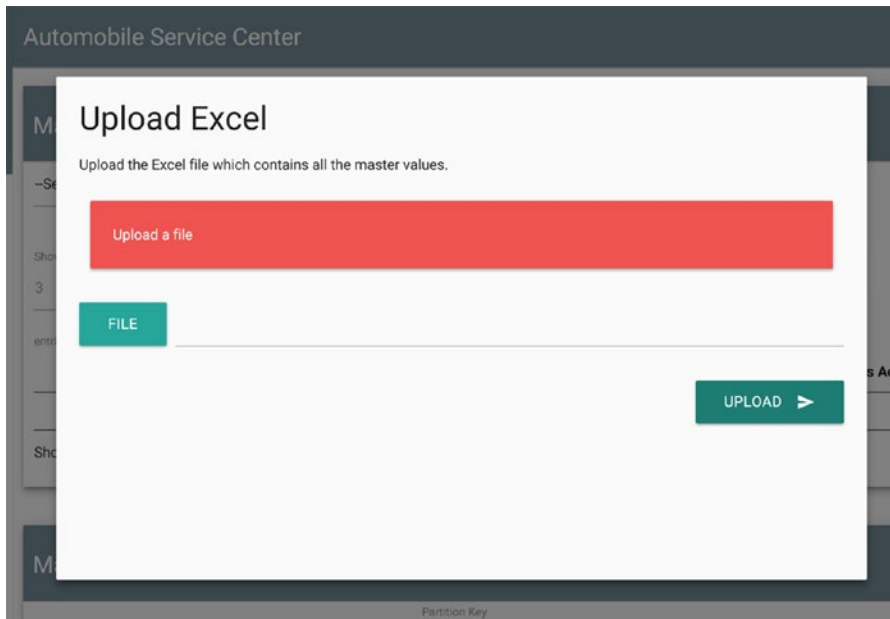 Automobile Service Center
Upload Excel
Upload the Excel file which contains all the master values.
Upload a file
FILE
UPLOAD
3
Partition Key